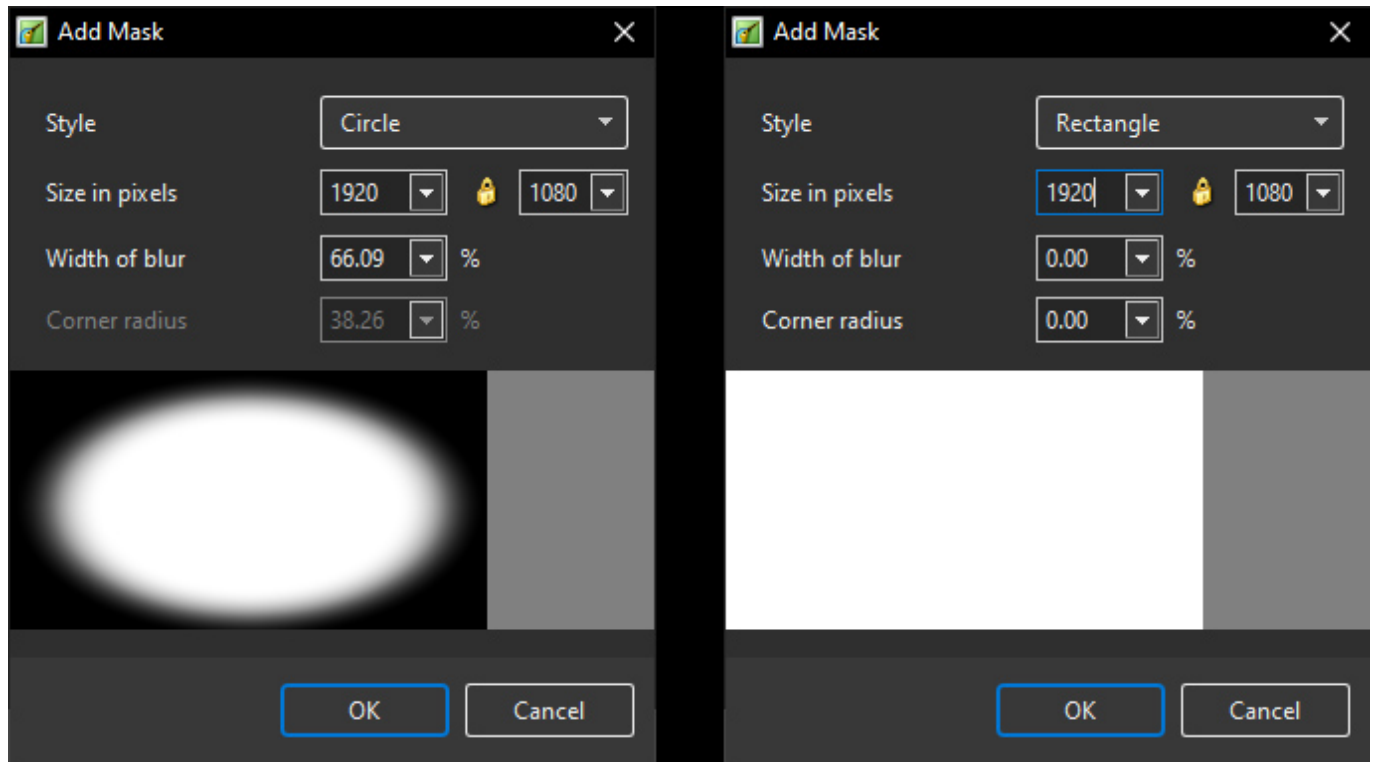 Add Mask
Style
Circle
Size in pixels
1920
1080
Width of blur
66.09
%
Corner radius
38.26
%
OK
Cancel
Add Mask
Style
Rectangle
Size in pixels
1920
1080
Width of blur
0.00
%
Corner radius
0.00
%
OK
Cancel